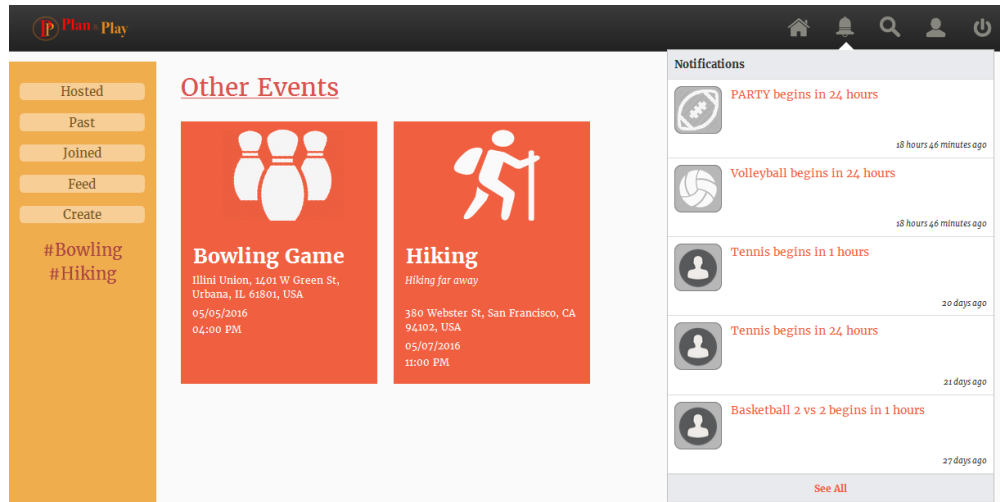 Plan & Play
Hosted
Past
Joined
Feed
Create
#Bowling
#Hiking
Other Events
Bowling Game
Illini Union, 1401 W Green St,
Urbana, IL 61801, USA
05/05/2016
04:00 PM
Hiking
Hiking far away
380 Webster St, San Francisco, CA
94102, USA
05/07/2016
11:00 PM
Notifications
PARTY begins in 24 hours
18 hours 46 minutes ago
Volleyball begins in 24 hours
18 hours 46 minutes ago
Tennis begins in 1 hours
20 days ago
Tennis begins in 24 hours
21 days ago
Basketball 2 vs 2 begins in 1 hours
27 days ago
See All